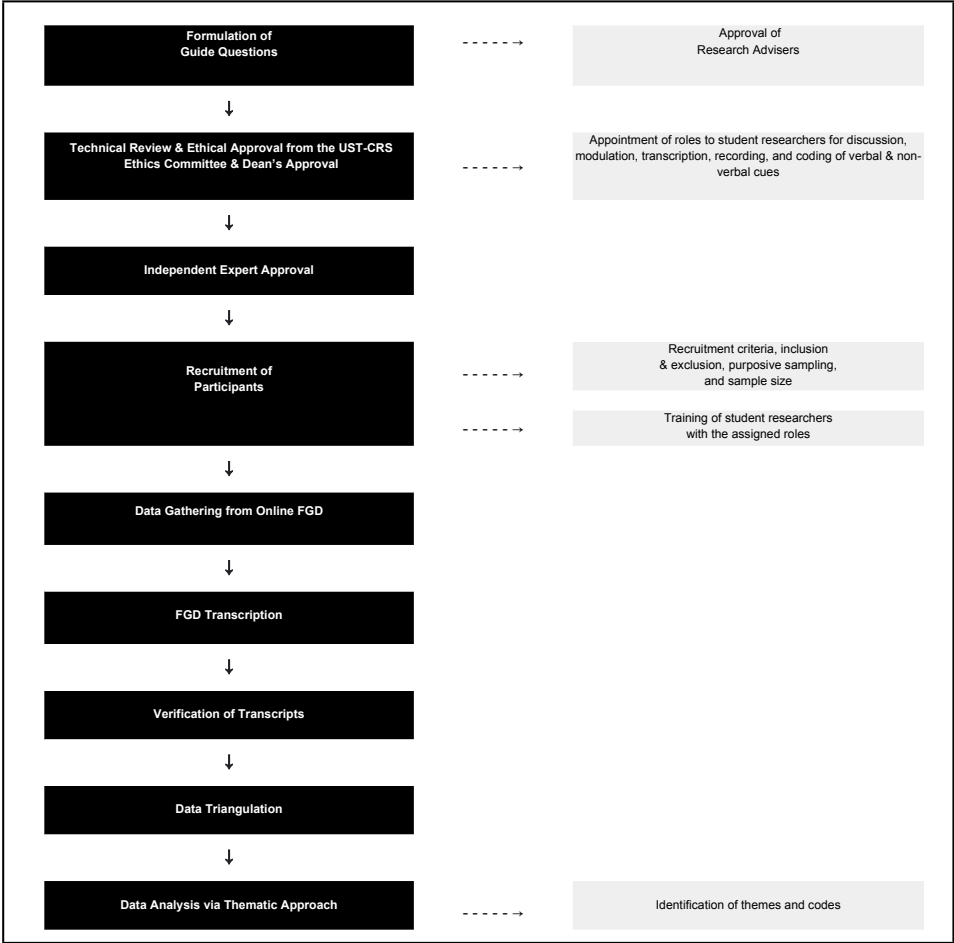 Formulation of
Guide Questions
- - - - - →
Approval of
Research Advisers
↓
Technical Review & Ethical Approval from the UST-CRS
Ethics Committee & Dean's Approval
- - - - - →
Appointment of roles to student researchers for discussion,
modulation, transcription, recording, and coding of verbal & non-
verbal cues
↓
Independent Expert Approval
↓
Recruitment of
Participants
- - - - - →
Recruitment criteria, inclusion
& exclusion, purposive sampling,
and sample size
- - - - - →
Training of student researchers
with the assigned roles
↓
Data Gathering from Online FGD
↓
FGD Transcription
↓
Verification of Transcripts
↓
Data Triangulation
↓
Data Analysis via Thematic Approach
- - - - - →
Identification of themes and codes